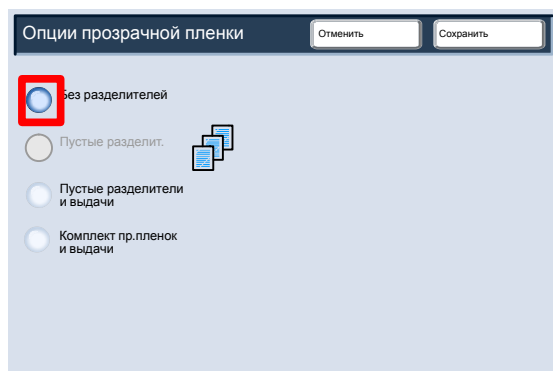 Опции прозрачной пленки
Отменить
Сохранить
Без разделителей
Пустые разделит.
Пустые разделители
и выдачи
Комплект пр.пленок
и выдачи